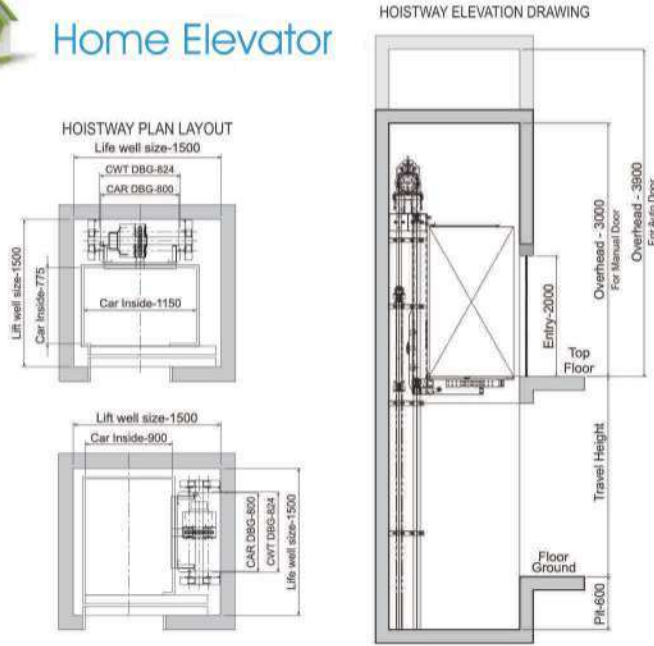 Home Elevator
HOISTWAY ELEVATION DRAWING
HOISTWAY PLAN LAYOUT
Life well size-1500
CWT DBG-824
CAR DBG-800
Lift well size-1500
Car Inside-775
Car Inside-1150
Lift well size-1500
Car Inside-900
CAR DBG-800
CWT DBG-824
Life well size-1500
Overhead - 3000
For Manual Door
Overhead - 3900
For Auto Door
Entry-2000
Top
Floor
Travel Height
Floor
Ground
Pit-600